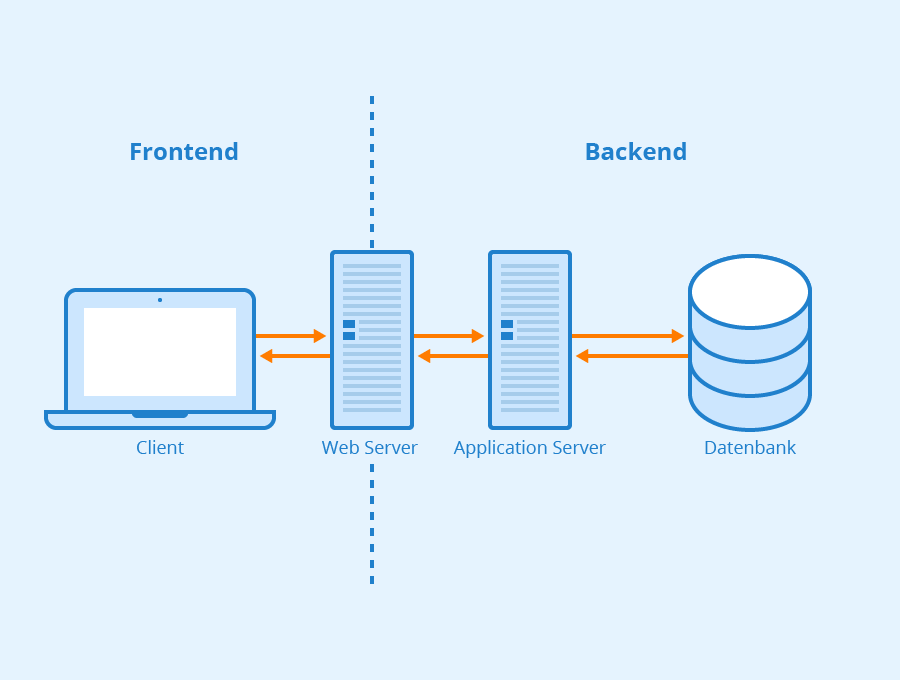 Frontend
Backend
Client
Web Server
Application Server
Datenbank